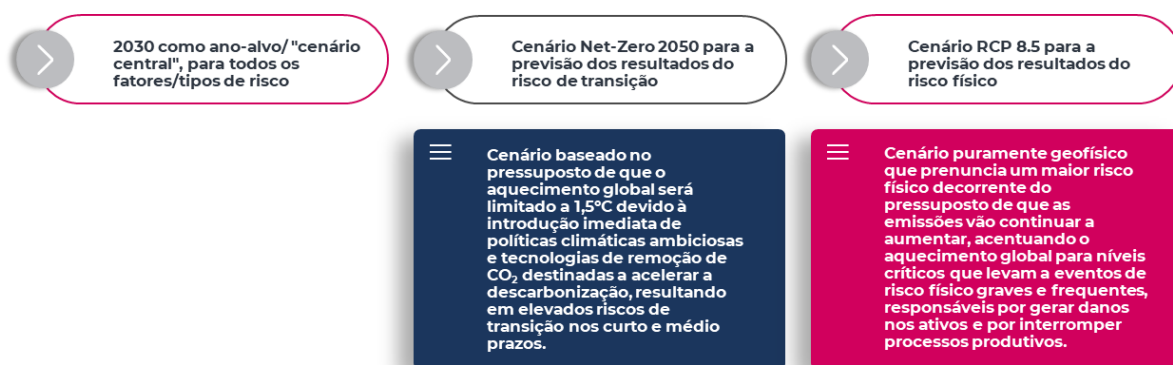 2030 como ano-alvo/ "cenário
central", para todos os
fatores/tipos de risco
Cenário Net-Zero 2050 para a
previsão dos resultados do
risco de transição
Cenário RCP 8.5 para a
previsão dos resultados do
risco físico
Cenário baseado no
pressuposto de que o
aquecimento global será
limitado a 1,5ºC devido à
introdução imediata de
políticas climáticas ambiciosas
e tecnologias de remoção de
CO₂ destinadas a acelerar a
descarbonização, resultando
em elevados riscos de
transição nos curto e médio
prazos.
Cenário puramente geofísico
que prenuncia um maior risco
físico decorrente do
pressuposto de que as
emissões vão continuar a
aumentar, acentuando o
aquecimento global para níveis
críticos que levam a eventos de
risco físico graves e frequentes,
responsáveis por gerar danos
nos ativos e por interromper
processos produtivos.